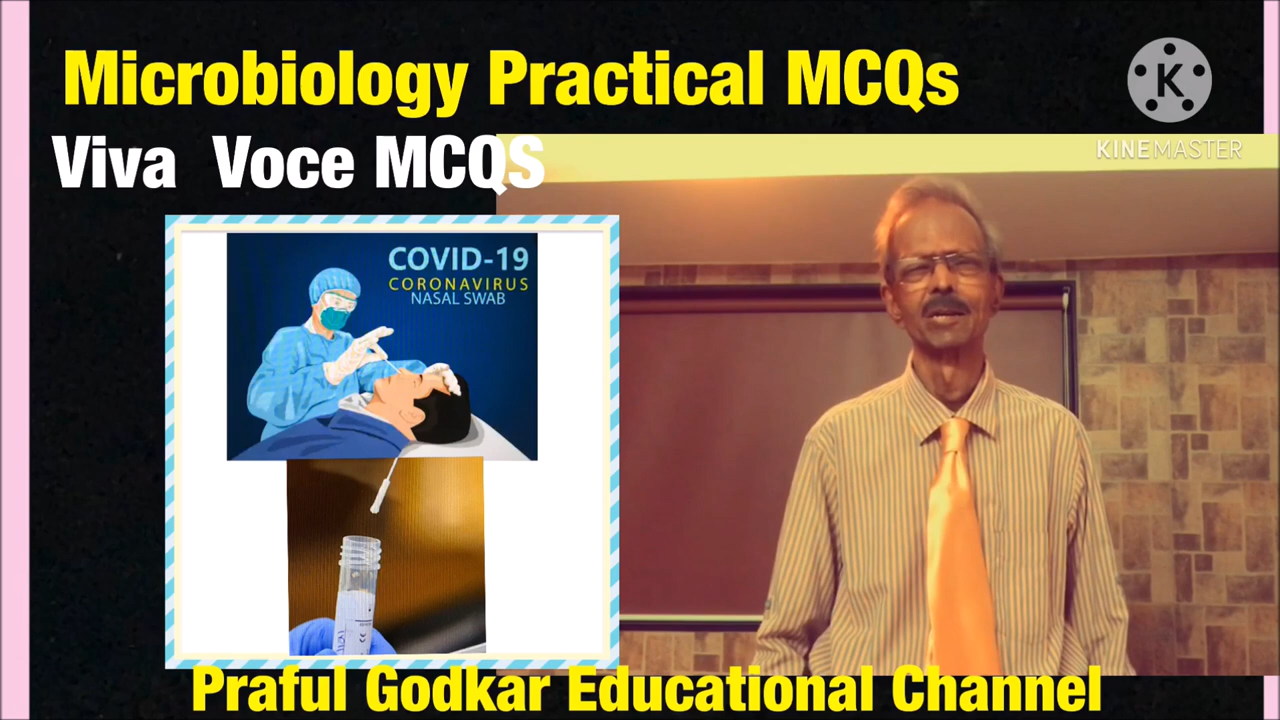 Microbiology Practical MCQs
Viva Voce MCQS
K
KINEMASTER
COVID-19
CORONAVIRUS
NASAL SWAB
Praful Godkar Educational Channel